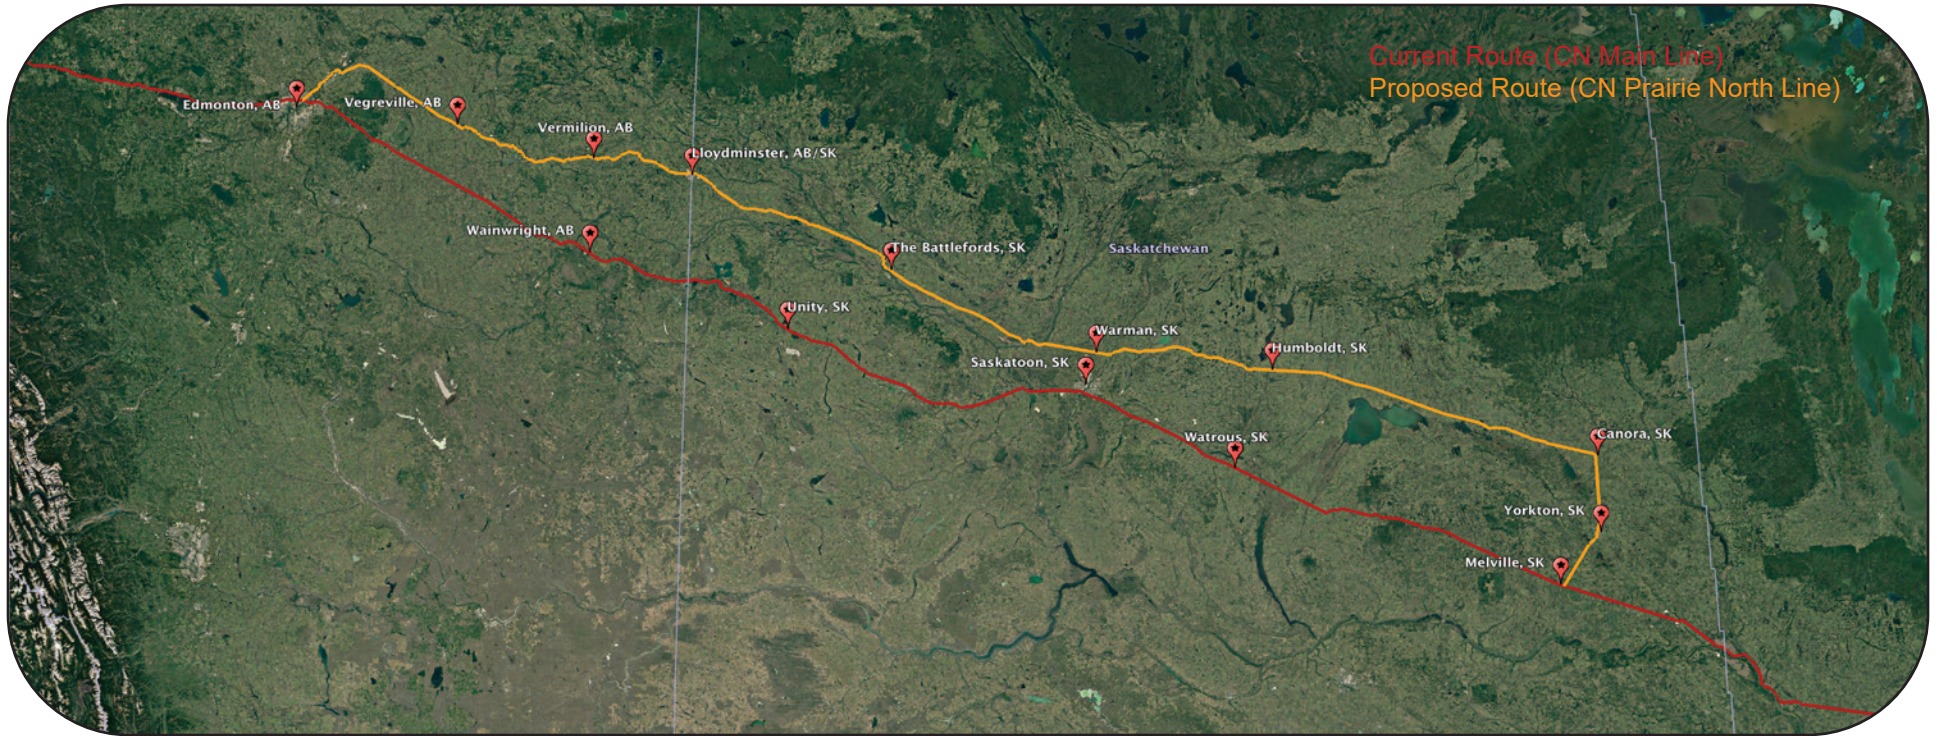 Current Route (CN Main Line)
Proposed Route (CN Prairie North Line)
Edmonton, AB
Vegreville, AB
Vermilion, AB
Lloydminster, AB/SK
Wainwright, AB
The Battlefords, SK
Saskatchewan
Unity, SK
Warman, SK
Humboldt, SK
Saskatoon, SK
Watrous, SK
Canora, SK
Yorkton, SK
Melville, SK